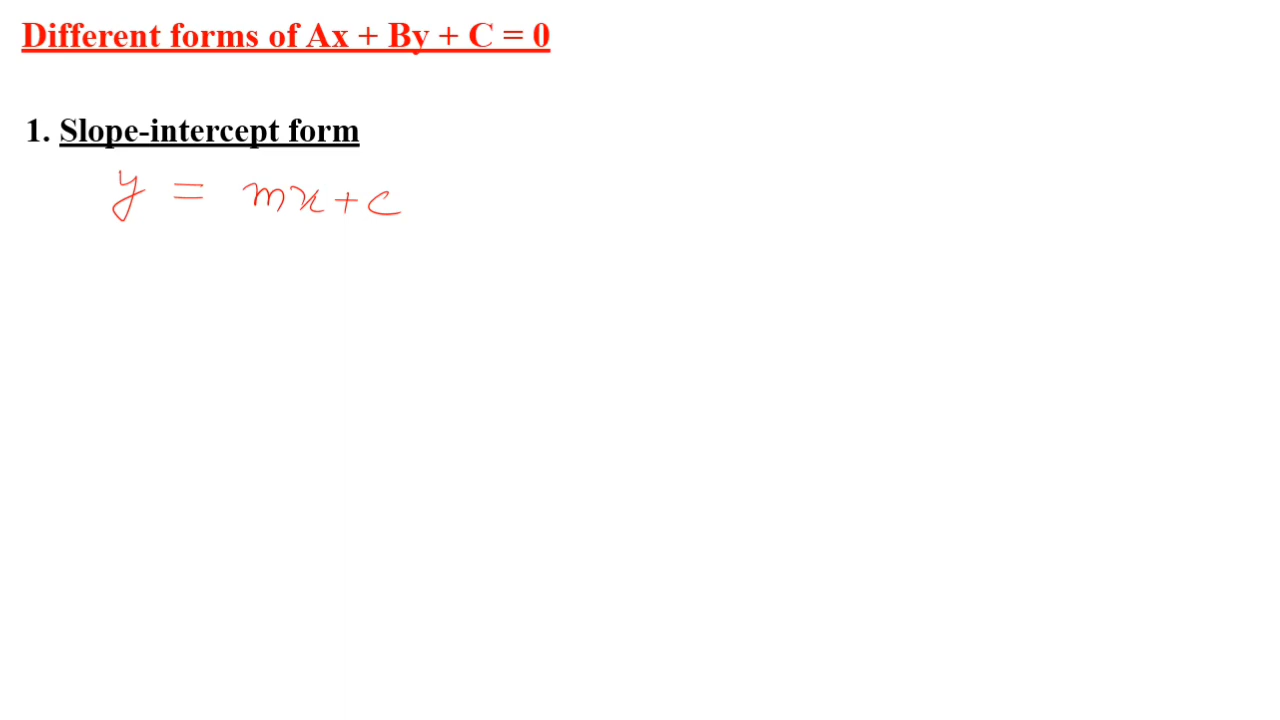 Different forms of Ax + By + C = 0
1. Slope-intercept form
y = mx + c